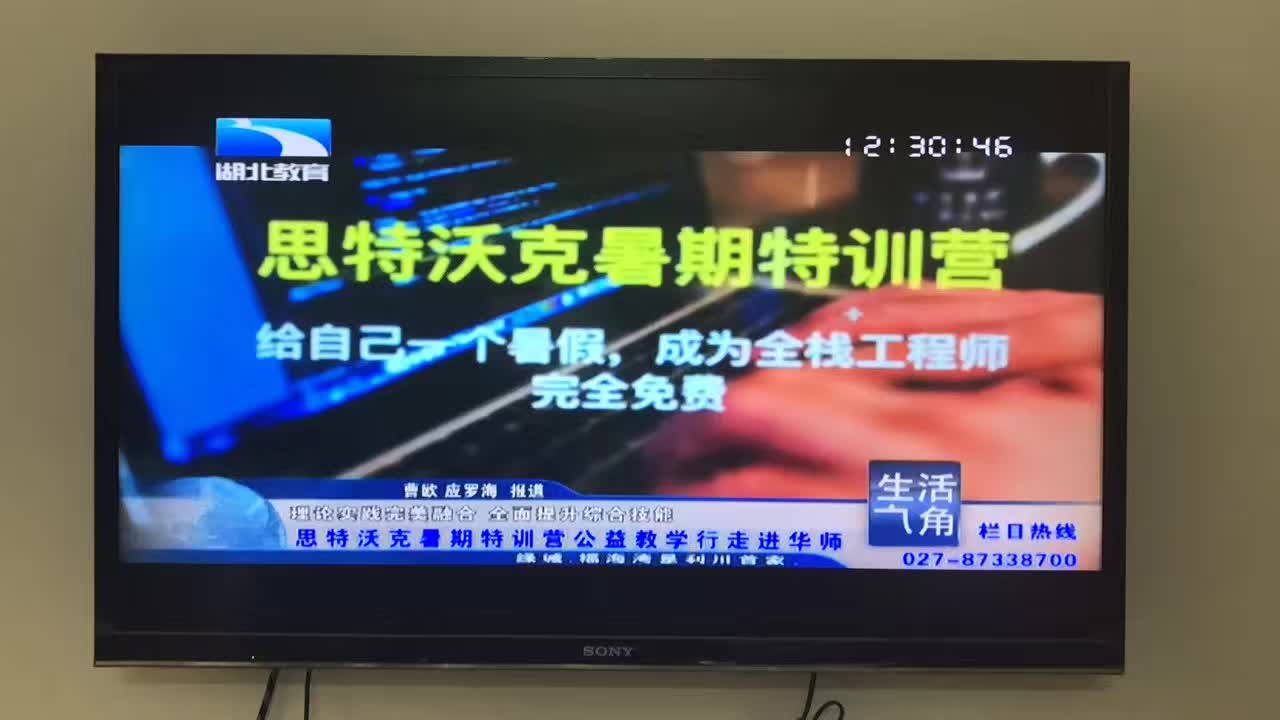 湖北教育
12:30:46
思特沃克暑期特训营
给自己一个暑假，成为全栈工程师
完全免费
曹欧 应罗海 报道
理论实践完美融合 全面提升综合技能
思特沃克暑期特训营公益教学行走进华师
生活
气角
栏目热线
027-87338700
SONY